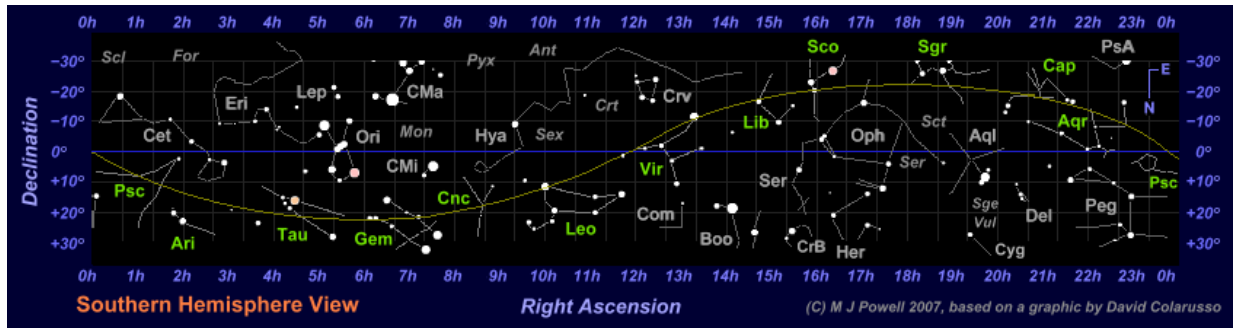 0h 1h 2h 3h 4h 5h 6h 7h 8h 9h 10h 11h 12h 13h 14h 15h 16h 17h 18h 19h 20h 21h 22h 23h 0h
Scl For Pyx Ant Sco Sgr PsA
−30° −30° E
Cap
−20° Eri Lep CMa Crt Crv −20° N
−10° Cet Ori Mon Hya Sex Lib Oph Sct Aql Aqr −10°
Declination
0° 0°
CMi Vir Ser
+10° Psc Cnc Ser Psc +10°
+20° Com Sge Peg +20°
Ari Tau Gem Leo Boo Vul Del
+30° CrB Her Cyg +30°
0h 1h 2h 3h 4h 5h 6h 7h 8h 9h 10h 11h 12h 13h 14h 15h 16h 17h 18h 19h 20h 21h 22h 23h 0h
Southern Hemisphere View Right Ascension (C) M J Powell 2007, based on a graphic by David Colarusso